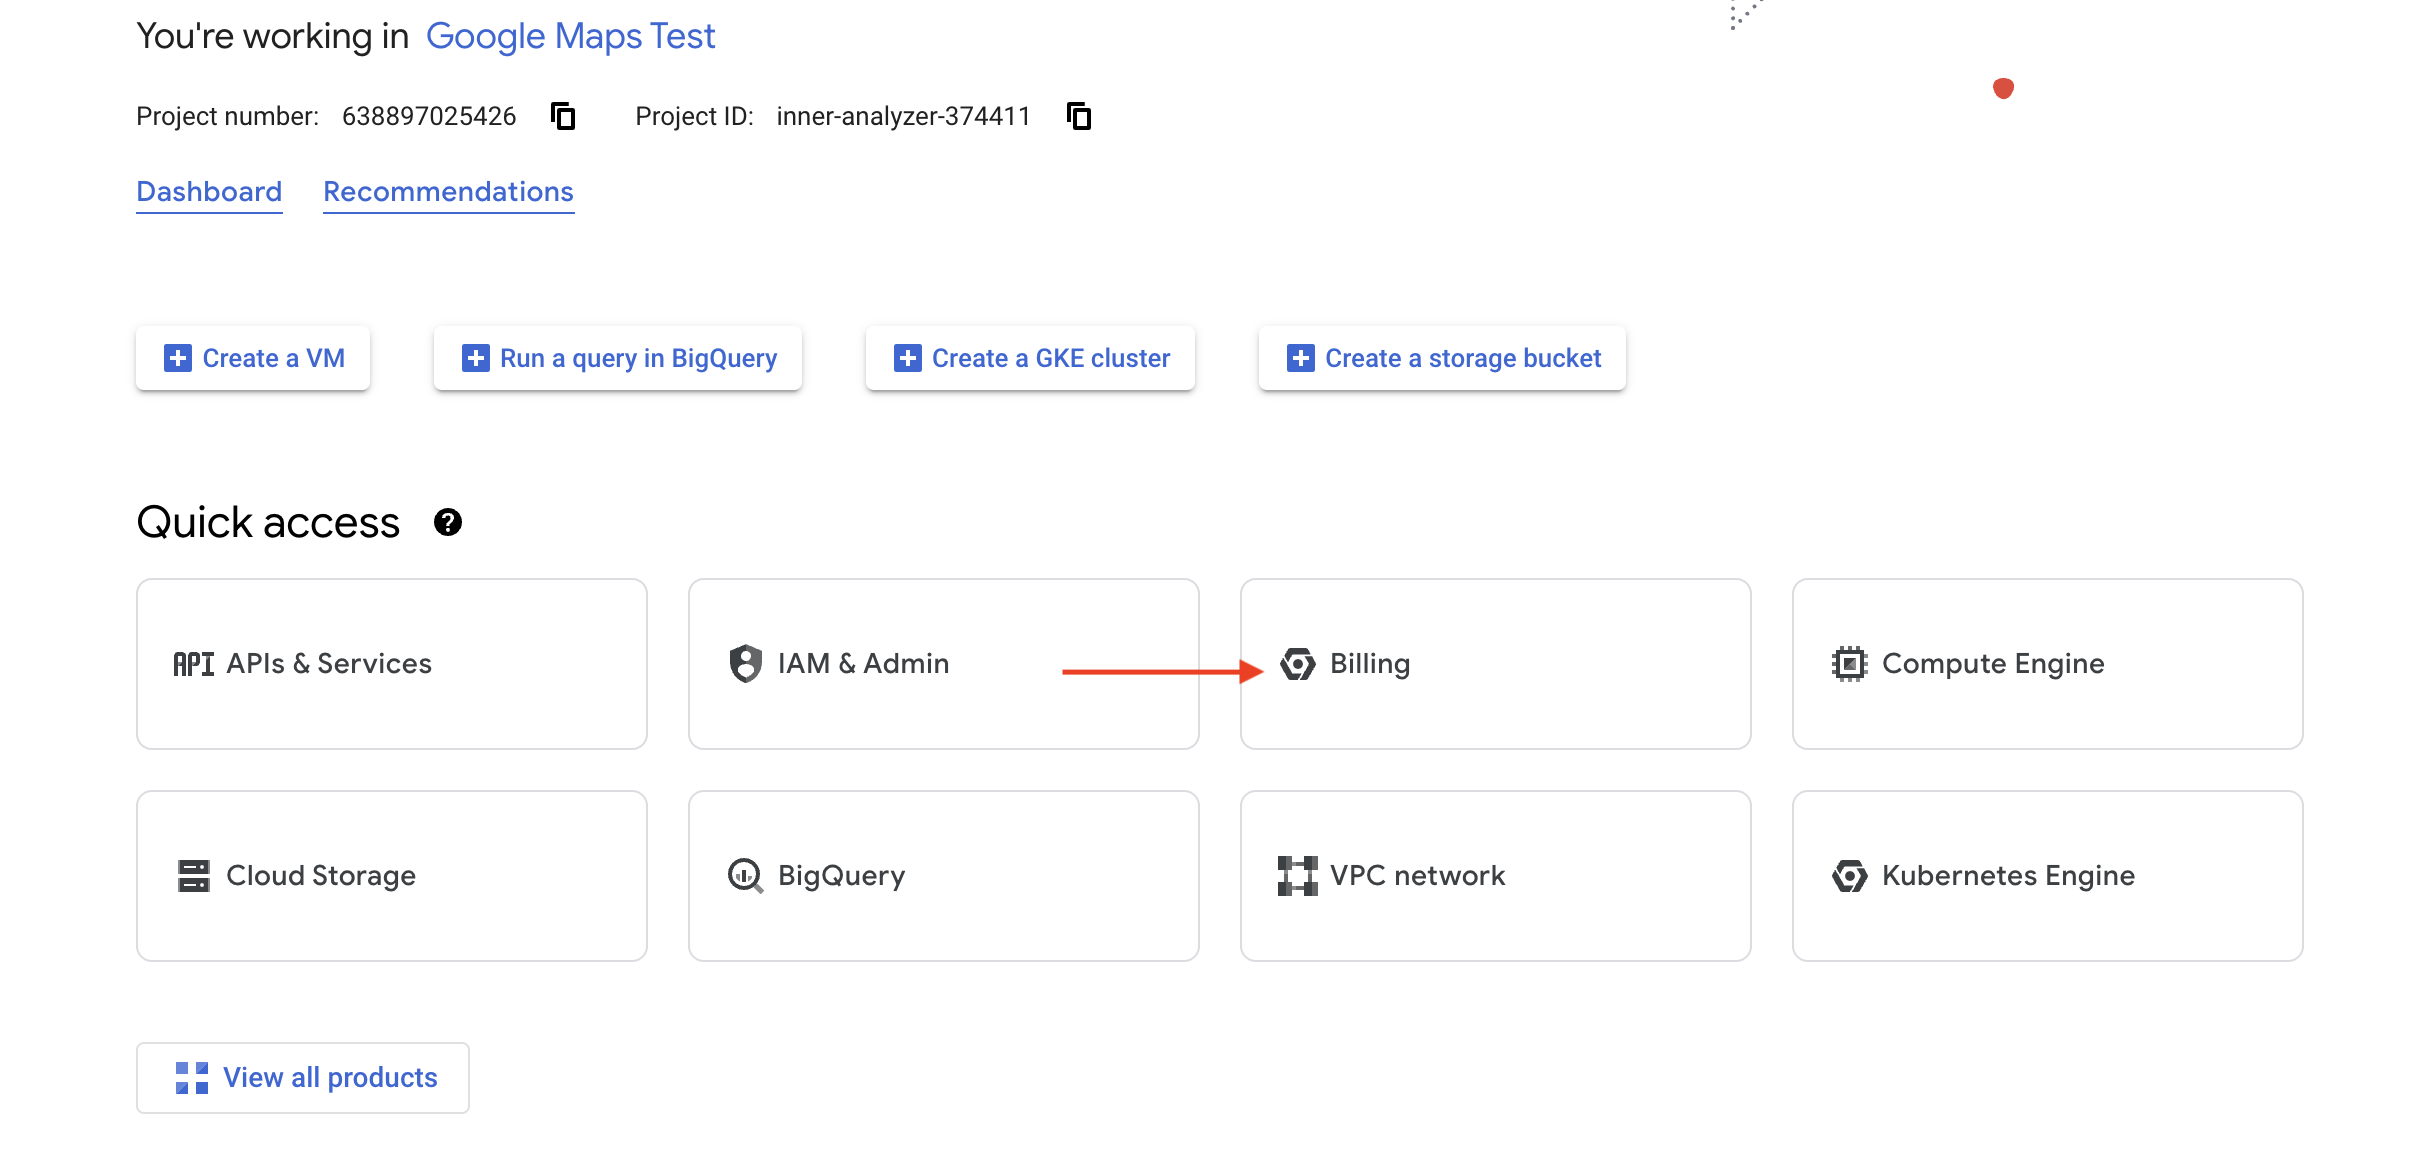 You're working in Google Maps Test
Project number: 638897025426 Project ID: inner-analyzer-374411
Dashboard Recommendations
Create a VM Run a query in BigQuery Create a GKE cluster Create a storage bucket
Quick access
API APIs & Services IAM & Admin Billing Compute Engine
Cloud Storage BigQuery VPC network Kubernetes Engine
View all products